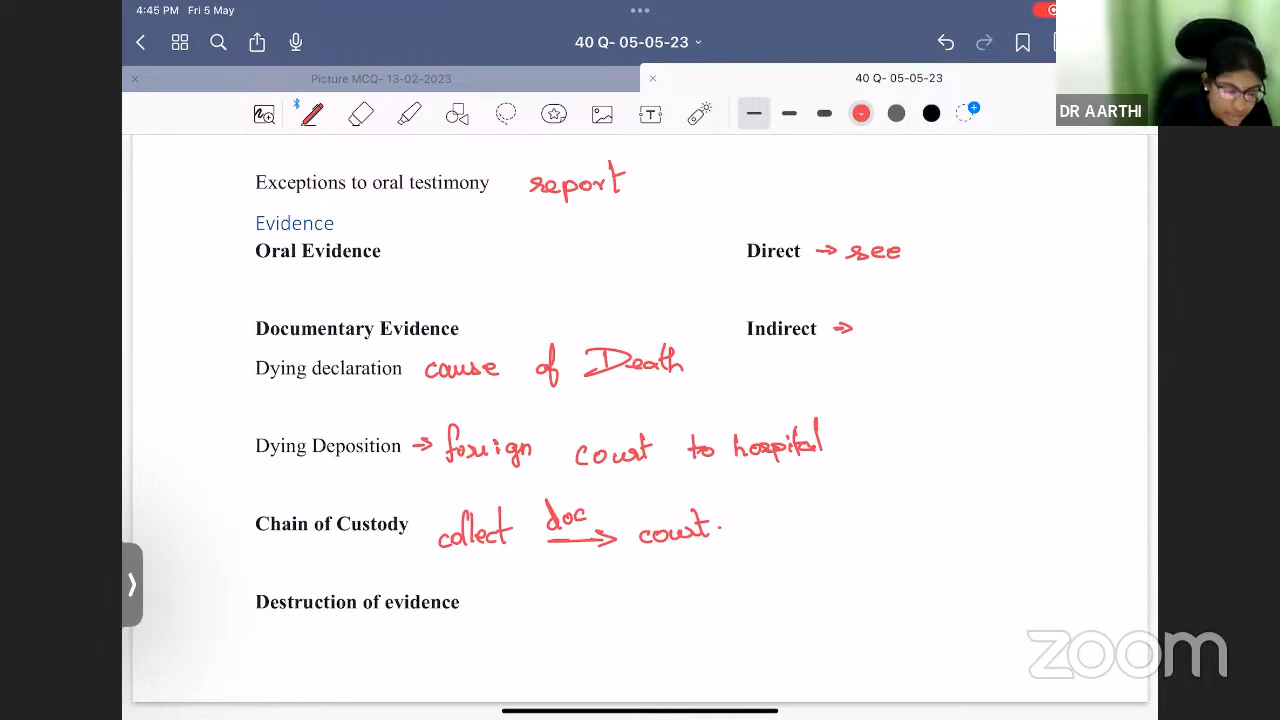 4:45 PM Fri 5 May
40 Q- 05-05-23
Picture MCQ- 13-02-2023
40 Q- 05-05-23
DR AARTHI
Exceptions to oral testimony report
Evidence
Oral Evidence Direct → see
Documentary Evidence Indirect →
Dying declaration cause of Death
Dying Deposition → foreign court to hospital
Chain of Custody collect doc → court.
Destruction of evidence
zoom